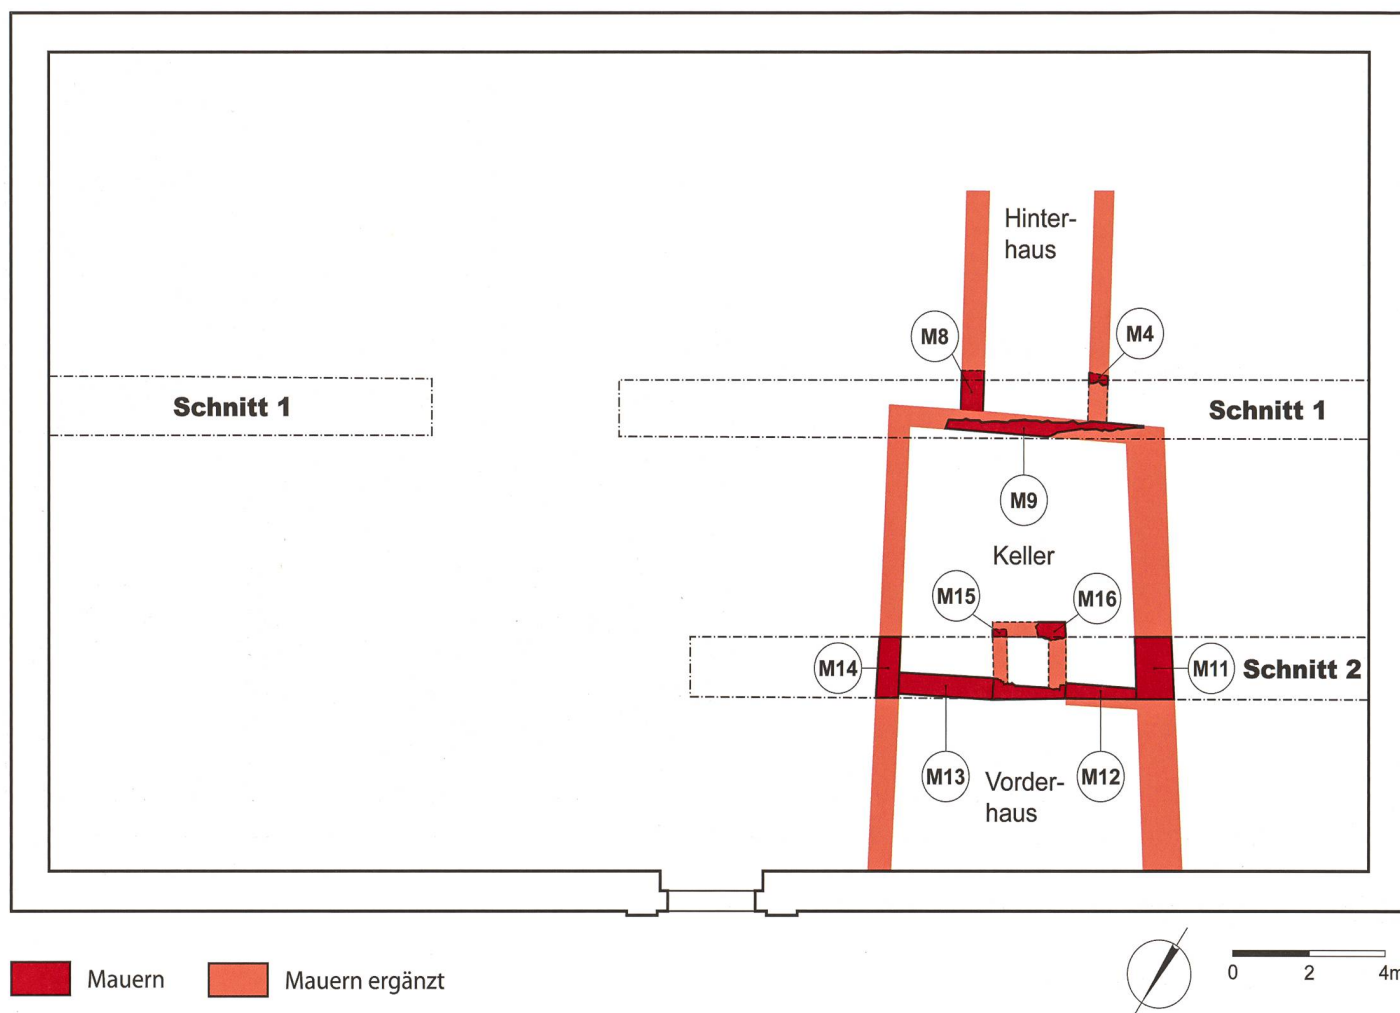 Hinter-
haus
M8
M4
Schnitt 1
Schnitt 1
M9
Keller
M15
M16
M14
M11
Schnitt 2
M13
M12
Vorder-
haus
Mauern
Mauern ergänzt
0 2 4m